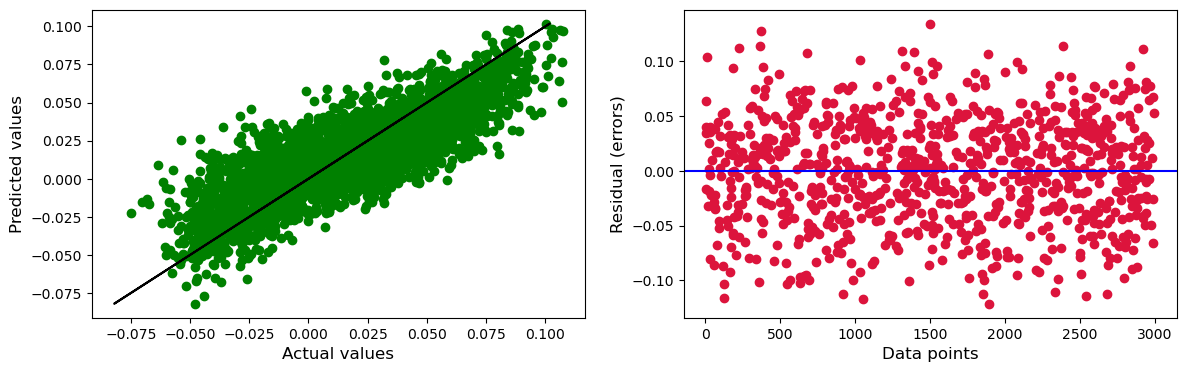 0.100
0.075
0.050
0.025
0.000
−0.025
−0.050
−0.075
Predicted values
−0.075 −0.050 −0.025 0.000 0.025 0.050 0.075 0.100
Actual values
0.10
0.05
0.00
−0.05
−0.10
Residual (errors)
0 500 1000 1500 2000 2500 3000
Data points